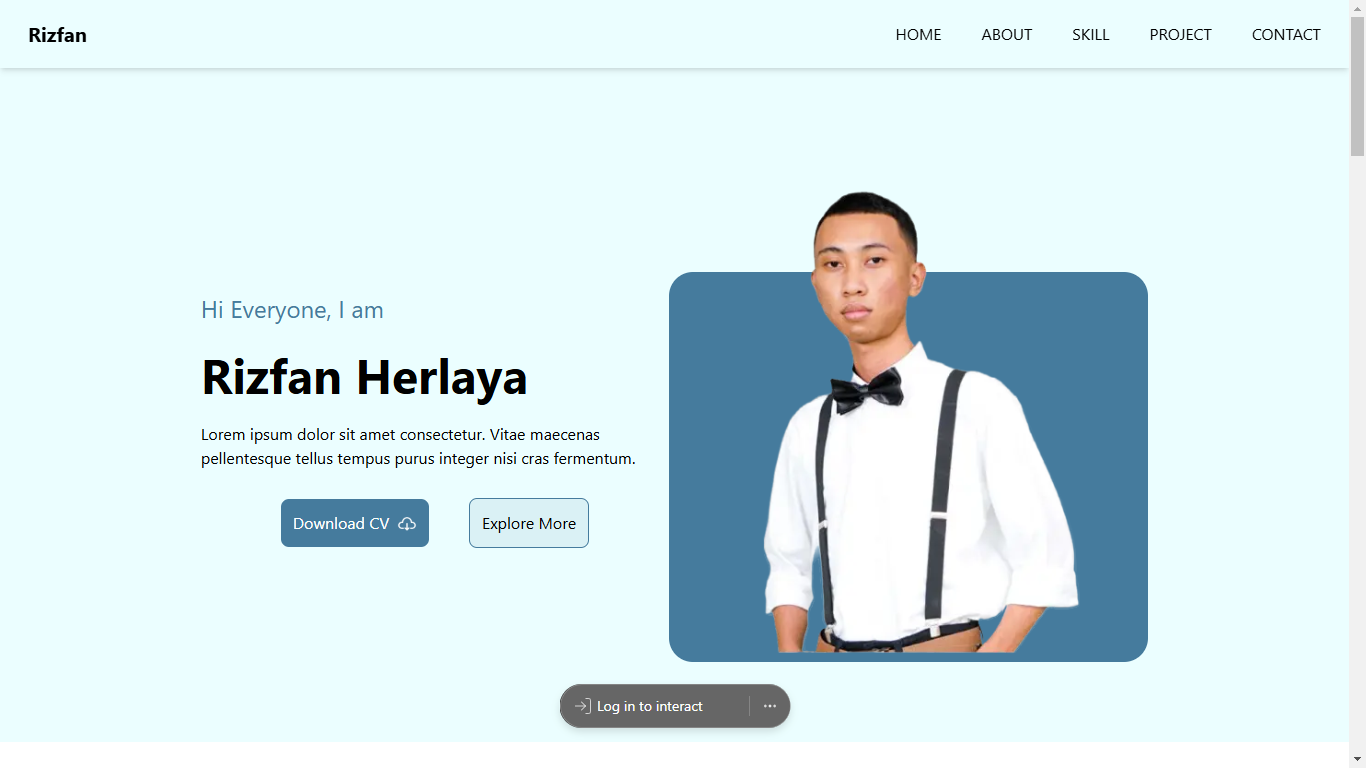 Rizfan
HOME ABOUT SKILL PROJECT CONTACT
Hi Everyone, I am
Rizfan Herlaya
Lorem ipsum dolor sit amet consectetur. Vitae maecenas
pellentesque tellus tempus purus integer nisi cras fermentum.
Download CV
Explore More
Log in to interact